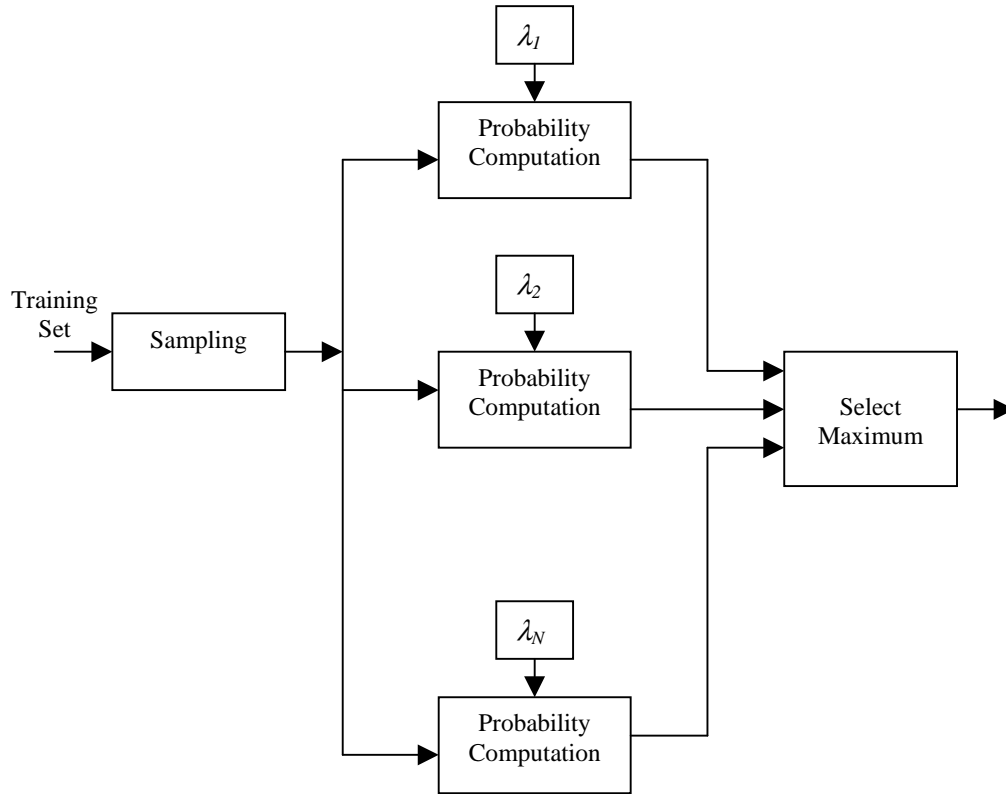 λ1
Probability
Computation
λ2
Training
Set
Sampling
Probability
Computation
Select
Maximum
λN
Probability
Computation